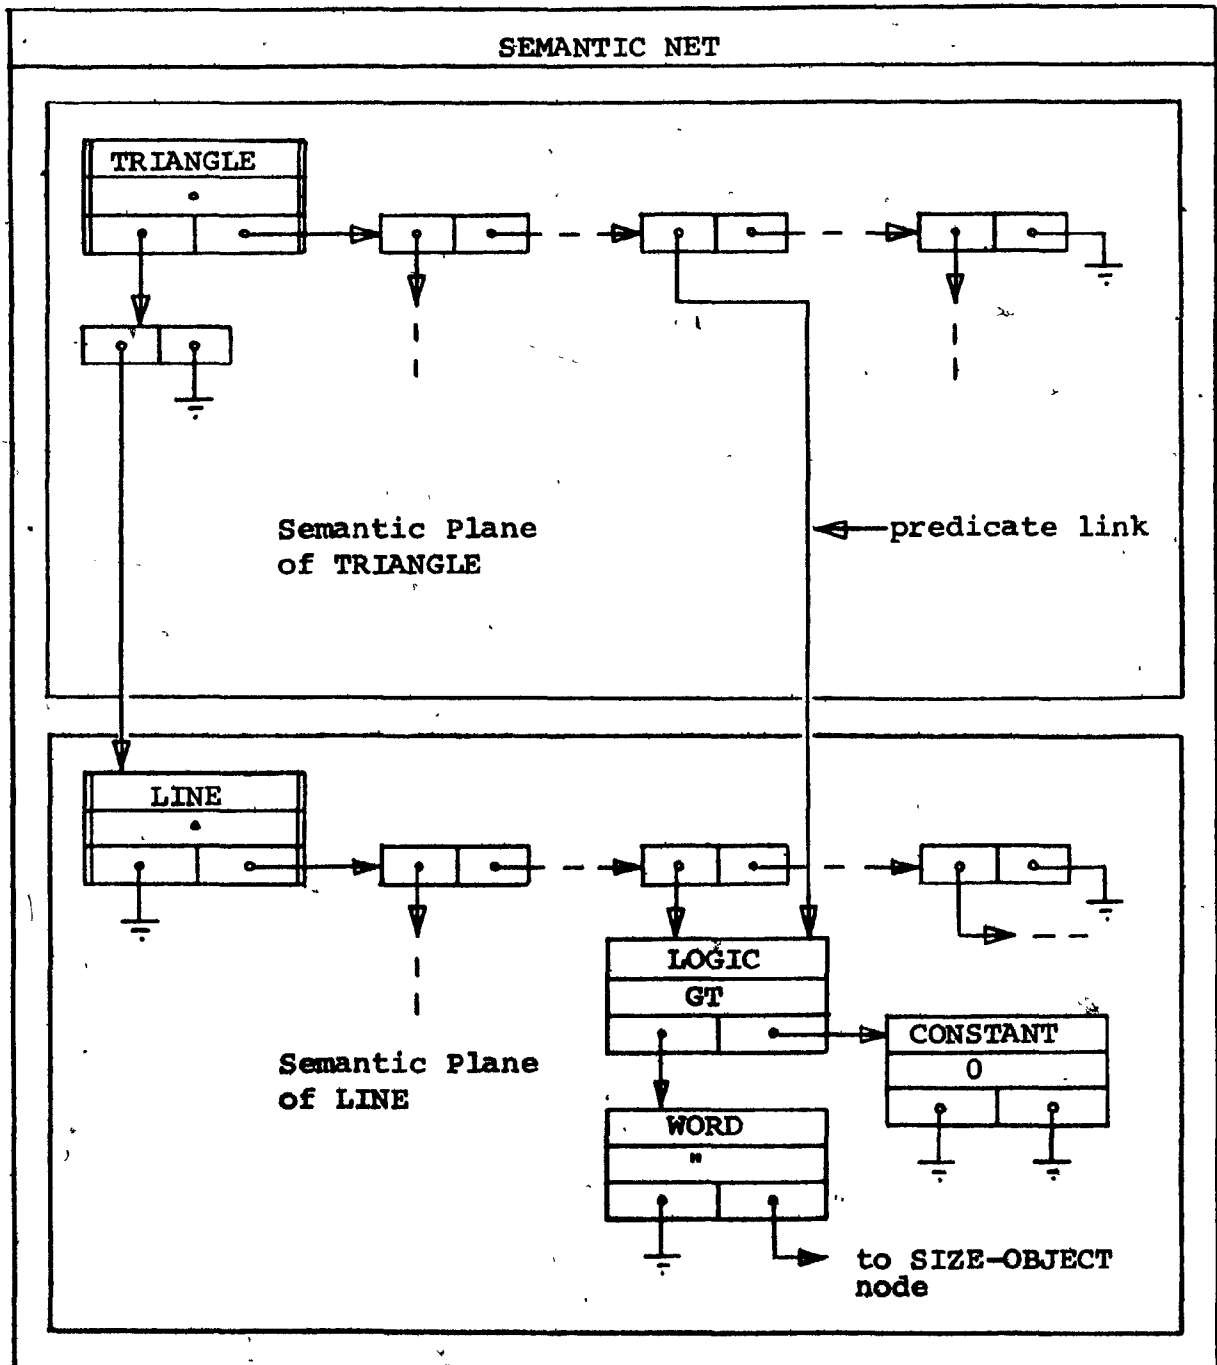 SEMANTIC NET
TRIANGLE
Semantic Plane
of TRIANGLE
predicate link
LINE
LOGIC
GT
CONSTANT
0
Semantic Plane
of LINE
WORD
"
to SIZE-OBJECT
node